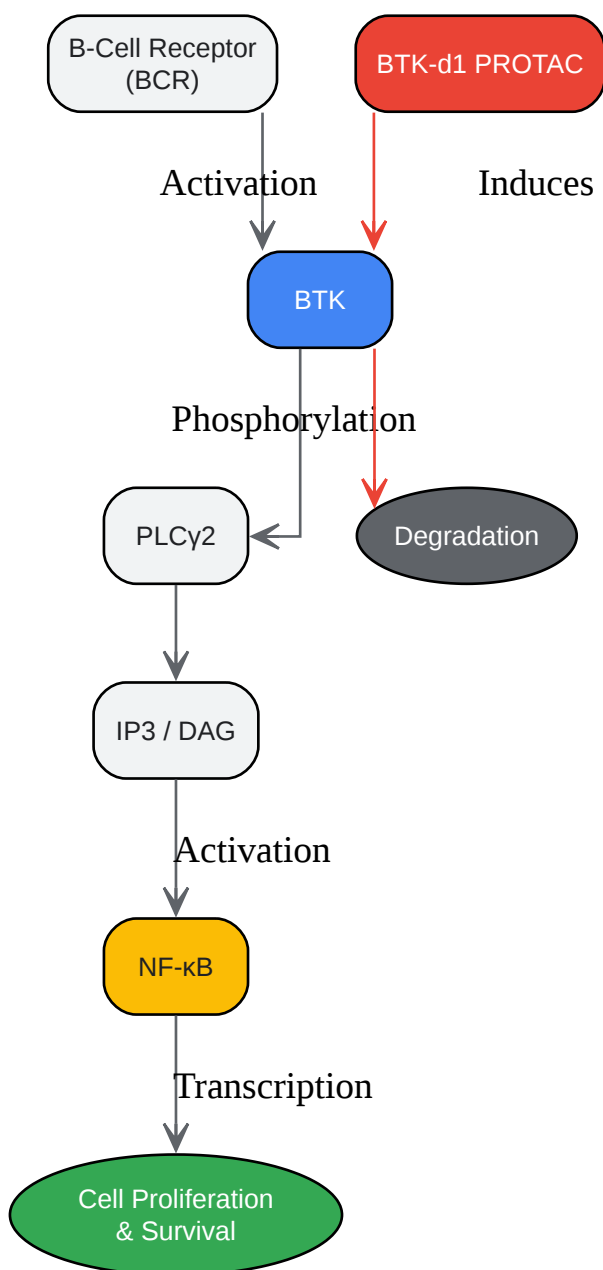 B-Cell Receptor
(BCR)
BTK-d1 PROTAC
Activation
Induces
BTK
Phosphorylation
PLCγ2
Degradation
IP3 / DAG
Activation
NF-κB
Transcription
Cell Proliferation
& Survival